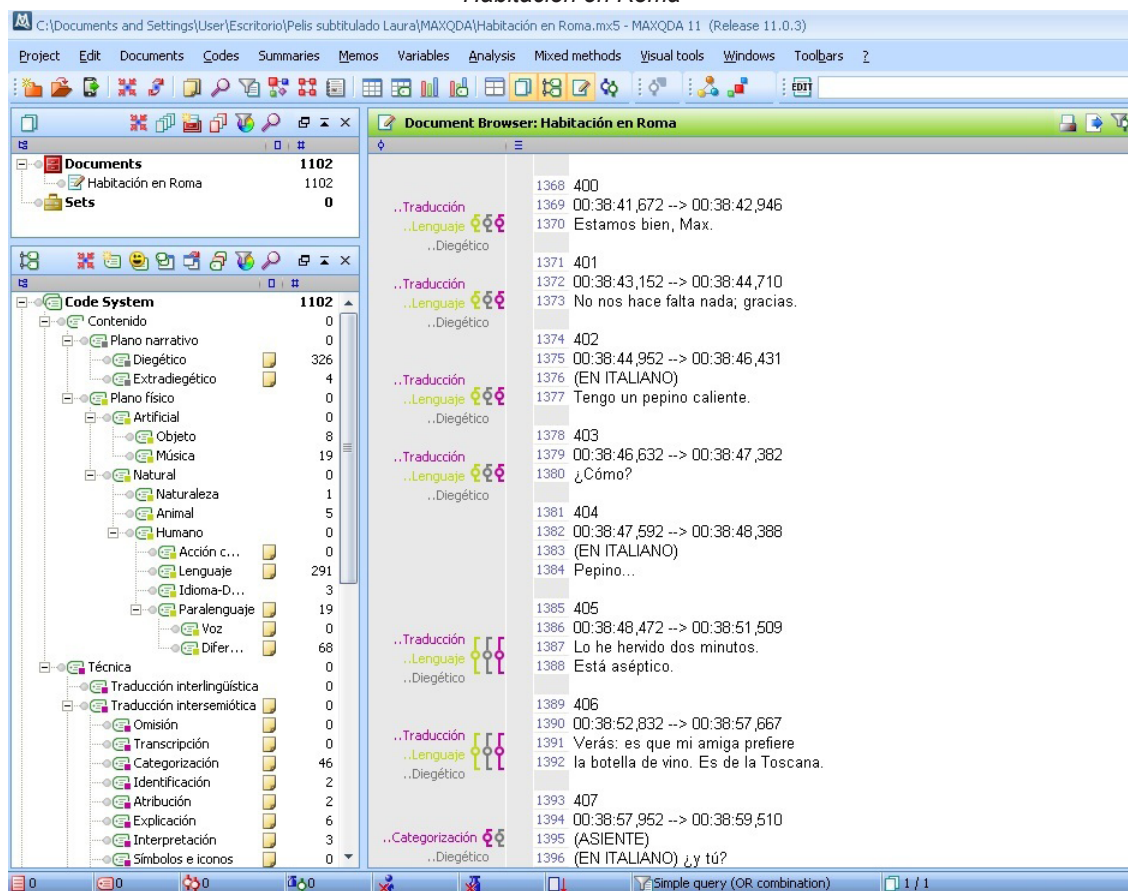 Habitación en Roma
C:\Documents and Settings\User\Escritorio\Pelis subtitulado Laura\MAXQDA\Habitación en Roma.mx5 - MAXQDA 11 (Release 11.0.3)
Project Edit Documents Codes Summaries Memos Variables Analysis Mixed methods Visual tools Windows Toolbars ?
EDIT
#
Documents 1102
Habitación en Roma 1102
Sets 0
#
Code System 1102
Contenido 0
Plano narrativo 0
Diegético 326
Extradiegético 4
Plano físico 0
Artificial 0
Objeto 8
Música 19
Natural 0
Naturaleza 1
Animal 5
Humano 0
Acción c... 0
Lenguaje 291
Idioma-D... 3
Paralenguaje 19
Voz 0
Difer... 68
Técnica 0
Traducción interlingüística 0
Traducción intersemiótica 0
Omisión 0
Transcripción 0
Categorización 46
Identificación 2
Atribución 2
Explicación 6
Interpretación 3
Símbolos e iconos 0
Document Browser: Habitación en Roma
1368 400
..Traducción 1369 00:38:41,672 --> 00:38:42,946
..Lenguaje 1370 Estamos bien, Max.
..Diegético
1371 401
..Traducción 1372 00:38:43,152 --> 00:38:44,710
..Lenguaje 1373 No nos hace falta nada; gracias.
..Diegético
1374 402
1375 00:38:44,952 --> 00:38:46,431
..Traducción 1376 (EN ITALIANO)
..Lenguaje 1377 Tengo un pepino caliente.
..Diegético
1378 403
..Traducción 1379 00:38:46,632 --> 00:38:47,382
..Lenguaje 1380 ¿Cómo?
..Diegético
1381 404
1382 00:38:47,592 --> 00:38:48,388
1383 (EN ITALIANO)
1384 Pepino...
1385 405
1386 00:38:48,472 --> 00:38:51,509
..Traducción 1387 Lo he hervido dos minutos.
..Lenguaje 1388 Está aséptico.
..Diegético
1389 406
1390 00:38:52,832 --> 00:38:57,667
..Traducción 1391 Verás: es que mi amiga prefiere
..Lenguaje 1392 la botella de vino. Es de la Toscana.
..Diegético
1393 407
1394 00:38:57,952 --> 00:38:59,510
..Categorización 1395 (ASIENTE)
..Diegético 1396 (EN ITALIANO) ¿y tú?
0 0 0 0 Simple query (OR combination) 1 / 1